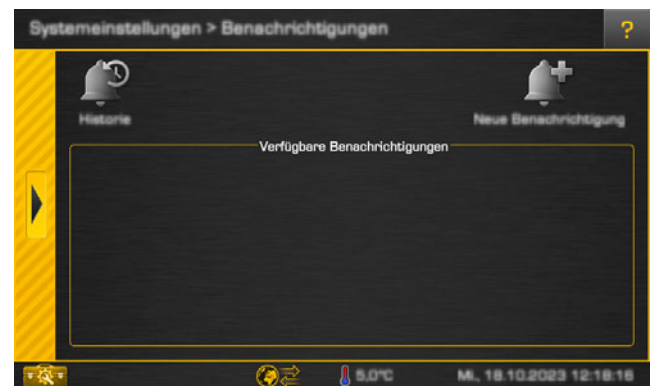 Systemeinstellungen > Benachrichtigungen
?
Historie
Neue Benachrichtigung
Verfügbare Benachrichtigungen
5,0°C
Mi., 18.10.2023 12:18:16